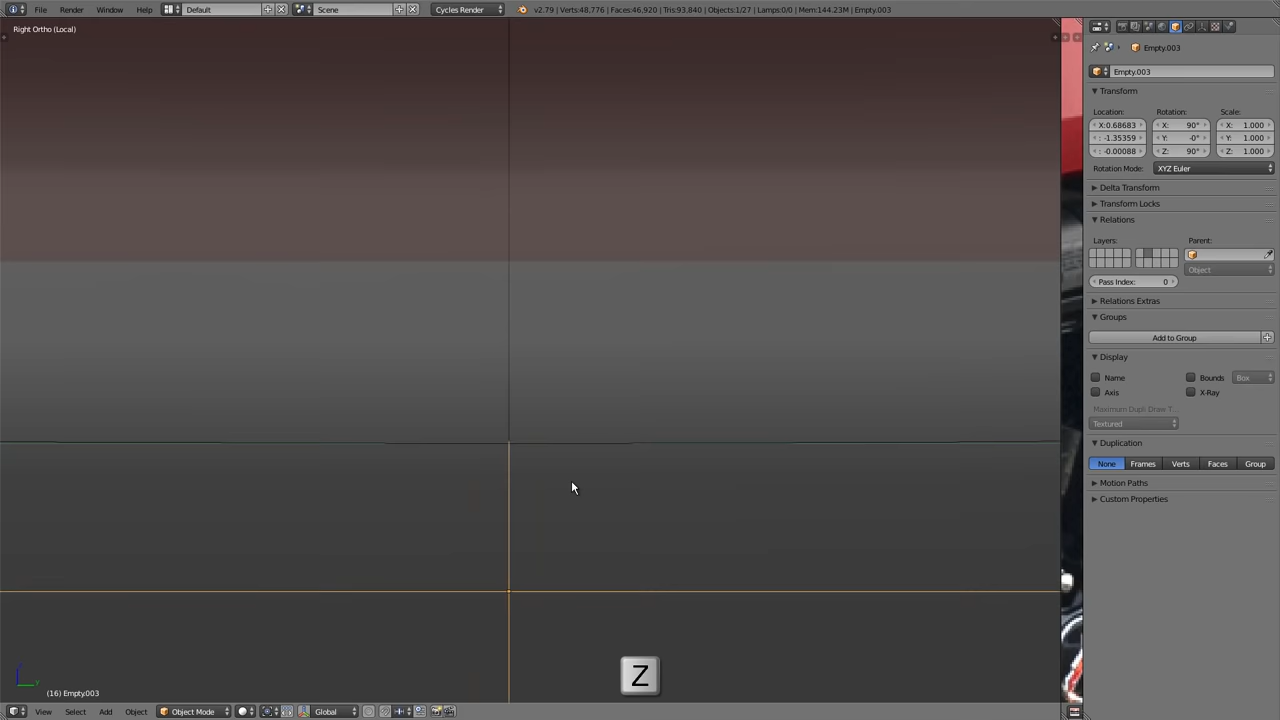 File Render Window Help Default Scene Cycles Render v2.79 | Verts:48,776 | Faces:46,920 | Tris:93,840 | Objects:1/27 | Lamps:0/0 | Mem:144.23M | Empty.003
Right Ortho (Local)
Empty.003
Empty.003
Transform
Location: Rotation: Scale:
X:0.68683 X: 90° X: 1.000
: -1.35359 Y: -0° Y: 1.000
: -0.00088 Z: 90° Z: 1.000
Rotation Mode: XYZ Euler
Delta Transform
Transform Locks
Relations
Layers: Parent:
Object
Pass Index: 0
Relations Extras
Groups
Add to Group
Display
Name Bounds Box
Axis X-Ray
Maximum Dupli Draw T...
Textured
Duplication
None Frames Verts Faces Group
Motion Paths
Custom Properties
Z
(16) Empty.003
View Select Add Object Object Mode Global